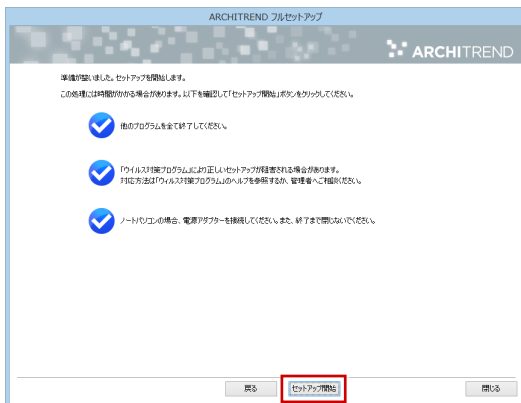 ARCHITREND フルセットアップ
ARCHITREND
準備が整いました。セットアップを開始します。
この処理には時間がかかる場合があります。以下を確認して「セットアップ開始」ボタンをクリックしてください。
他のプログラムを全て終了してください。
「ウイルス対策プログラム」により正しいセットアップが阻害される場合があります。
対応方法は「ウィルス対策プログラム」のヘルプを参照するか、管理者へご相談ください。
ノートパソコンの場合、電源アダプターを接続してください。また、終了まで閉じないでください。
戻る
セットアップ開始
閉じる